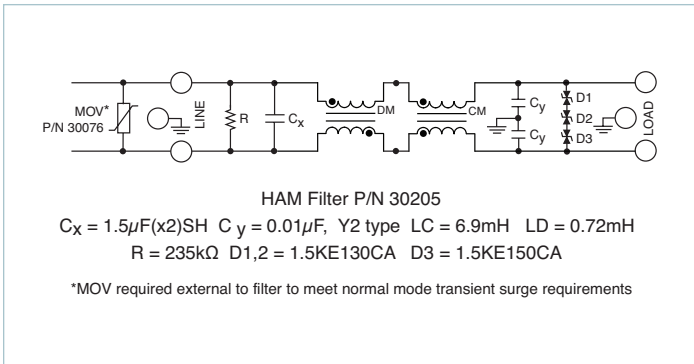 MOV*
P/N 30076
LINE
R
Cx
DM
CM
Cy
Cy
D1
D2
D3
LOAD
HAM Filter P/N 30205
Cx = 1.5µF(x2)SH C y = 0.01µF, Y2 type LC = 6.9mH LD = 0.72mH
R = 235kΩ D1,2 = 1.5KE130CA D3 = 1.5KE150CA
*MOV required external to filter to meet normal mode transient surge requirements